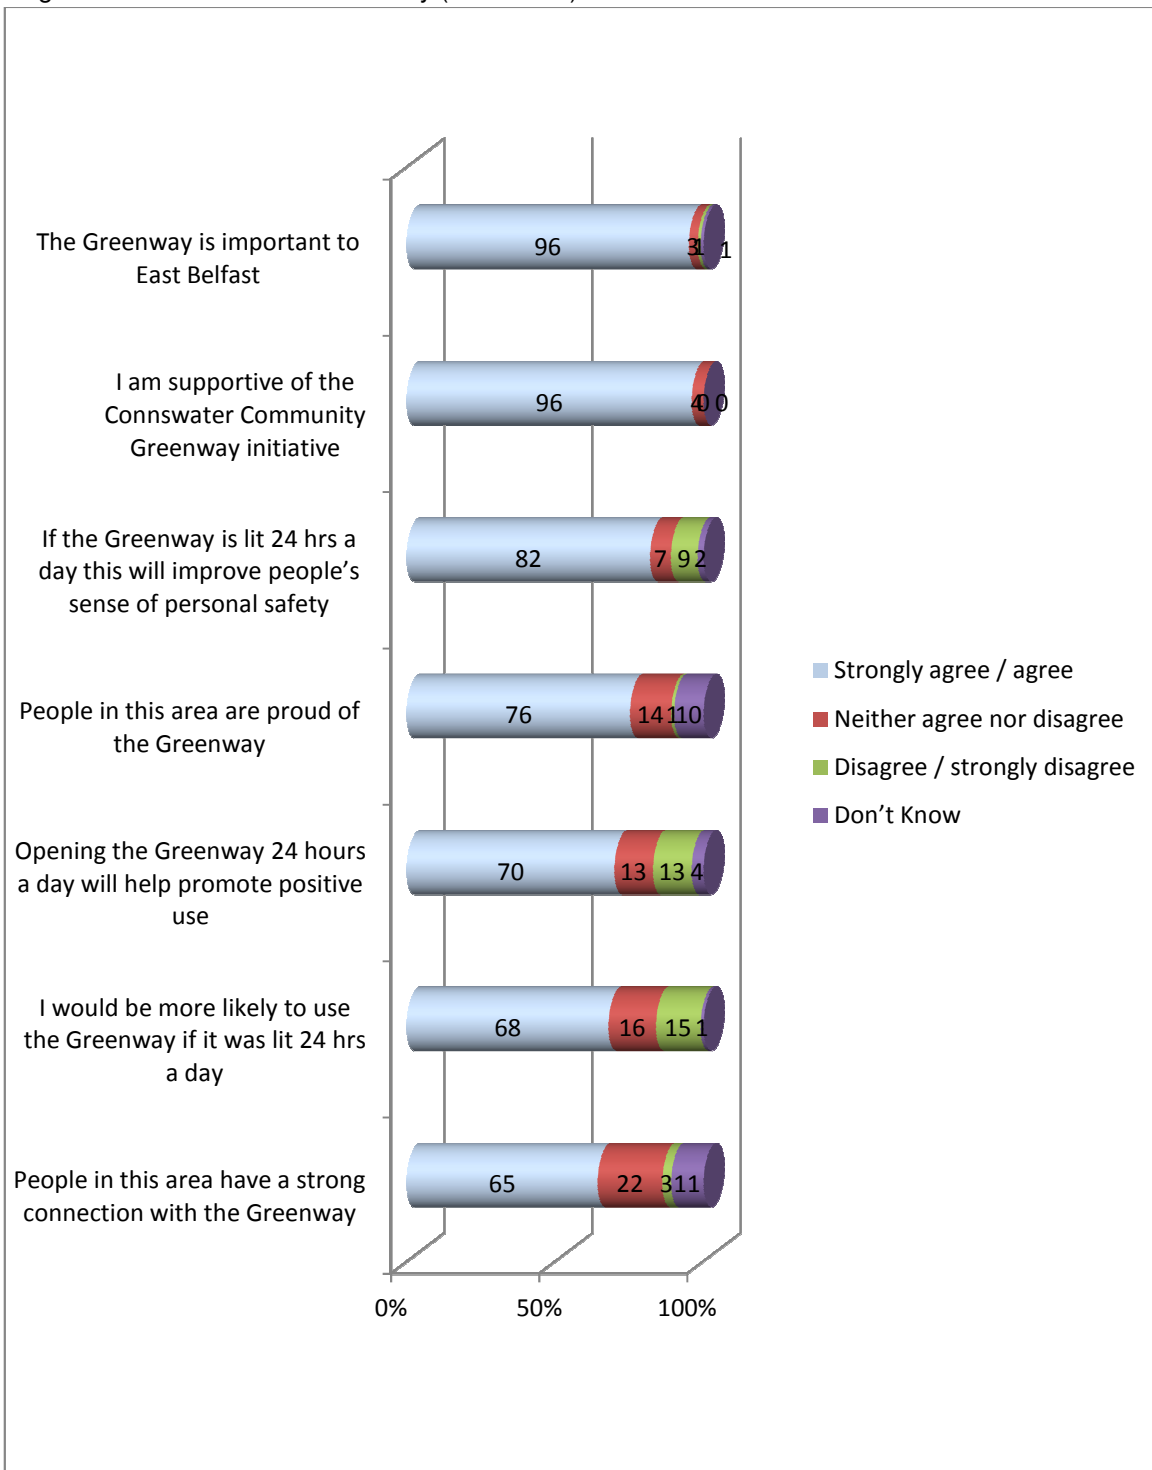 The Greenway is important to
East Belfast
96
3
1
1
I am supportive of the
Connswater Community
Greenway initiative
96
4
0
0
If the Greenway is lit 24 hrs a
day this will improve people's
sense of personal safety
82
7
9
2
People in this area are proud of
the Greenway
76
14
1
10
Opening the Greenway 24 hours
a day will help promote positive
use
70
13
13
4
I would be more likely to use
the Greenway if it was lit 24 hrs
a day
68
16
15
1
People in this area have a strong
connection with the Greenway
65
22
3
11
Strongly agree / agree
Neither agree nor disagree
Disagree / strongly disagree
Don't Know
0%
50%
100%